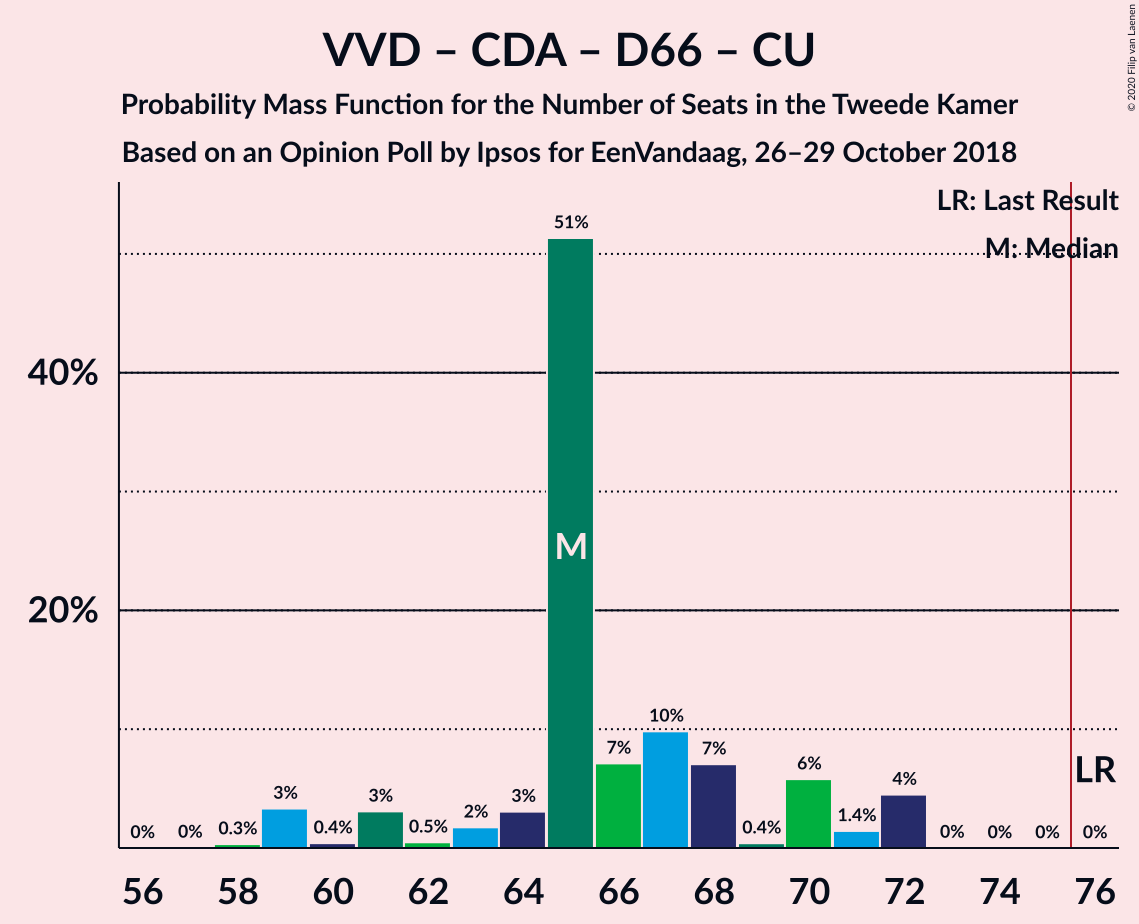 VVD – CDA – D66 – CU
Probability Mass Function for the Number of Seats in the Tweede Kamer
Based on an Opinion Poll by Ipsos for EenVandaag, 26–29 October 2018
© 2020 Filip van Laenen
LR: Last Result
M: Median
40%
20%
0%
0%
0.3%
3%
0.4%
3%
0.5%
2%
3%
51%
7%
10%
7%
0.4%
6%
1.4%
4%
0%
0%
0%
0%
M
LR
56 58 60 62 64 66 68 70 72 74 76